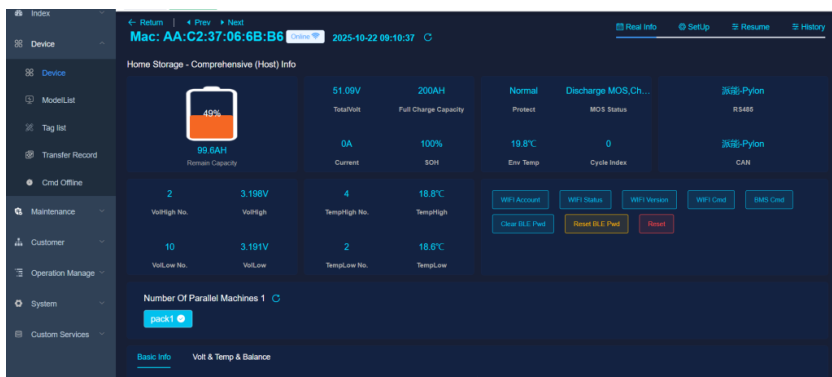 Index
← Return | Prev Next
Real Info SetUp Resume History
Mac: AA:C2:37:06:6B:B6 Online 2025-10-22 09:10:37
Device
Home Storage - Comprehensive (Host) Info
Device
ModelList
Tag list
Transfer Record
Cmd Offline
Maintenance
Customer
Operation Manage
System
Custom Services
49%
99.6AH
Remain Capacity
51.09V 200AH
TotalVolt Full Charge Capacity
0A 100%
Current SOH
Normal Discharge MOS,Ch...
Protect MOS Status
19.8℃ 0
Env Temp Cycle Index
派能-Pylon
RS485
派能-Pylon
CAN
2 3.198V 4 18.8℃
VolHigh No. VolHigh TempHigh No. TempHigh
10 3.191V 2 18.6℃
VolLow No. VolLow TempLow No. TempLow
WIFI Account WIFI Status WIFI Version WIFI Cmd BMS Cmd
Clear BLE Pwd Reset BLE Pwd Reset
Number Of Parallel Machines 1
pack1
Basic Info Volt & Temp & Balance